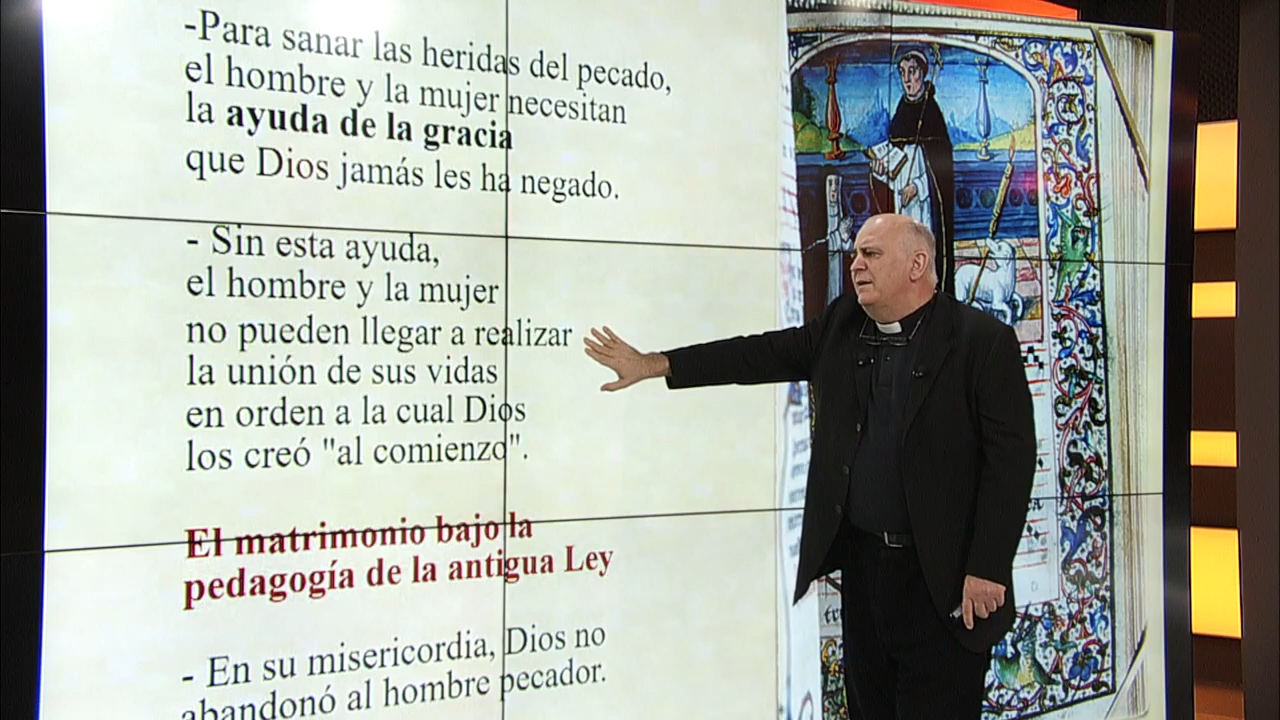 -Para sanar las heridas del pecado,
el hombre y la mujer necesitan
la ayuda de la gracia
que Dios jamás les ha negado.
- Sin esta ayuda,
el hombre y la mujer
no pueden llegar a realizar
la unión de sus vidas
en orden a la cual Dios
los creó "al comienzo".
El matrimonio bajo la
pedagogía de la antigua Ley
- En su misericordia, Dios no
abandonó al hombre pecador.